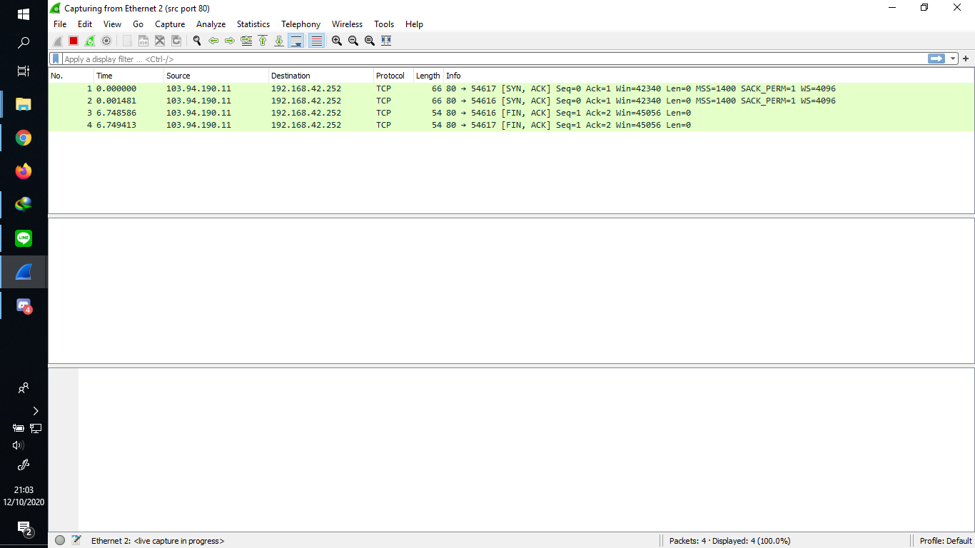 Capturing from Ethernet 2 (src port 80)
File Edit View Go Capture Analyze Statistics Telephony Wireless Tools Help
Apply a display filter ... <Ctrl-/>
No. Time Source Destination Protocol Length Info
1 0.000000 103.94.190.11 192.168.42.252 TCP 66 80 → 54617 [SYN, ACK] Seq=0 Ack=1 Win=42340 Len=0 MSS=1400 SACK_PERM=1 WS=4096
2 0.001481 103.94.190.11 192.168.42.252 TCP 66 80 → 54616 [SYN, ACK] Seq=0 Ack=1 Win=42340 Len=0 MSS=1400 SACK_PERM=1 WS=4096
3 6.748586 103.94.190.11 192.168.42.252 TCP 54 80 → 54616 [FIN, ACK] Seq=1 Ack=2 Win=45056 Len=0
4 6.749413 103.94.190.11 192.168.42.252 TCP 54 80 → 54617 [FIN, ACK] Seq=1 Ack=2 Win=45056 Len=0
LINE
4
21:03
12/10/2020
2
Ethernet 2: <live capture in progress>
Packets: 4 · Displayed: 4 (100.0%)
Profile: Default